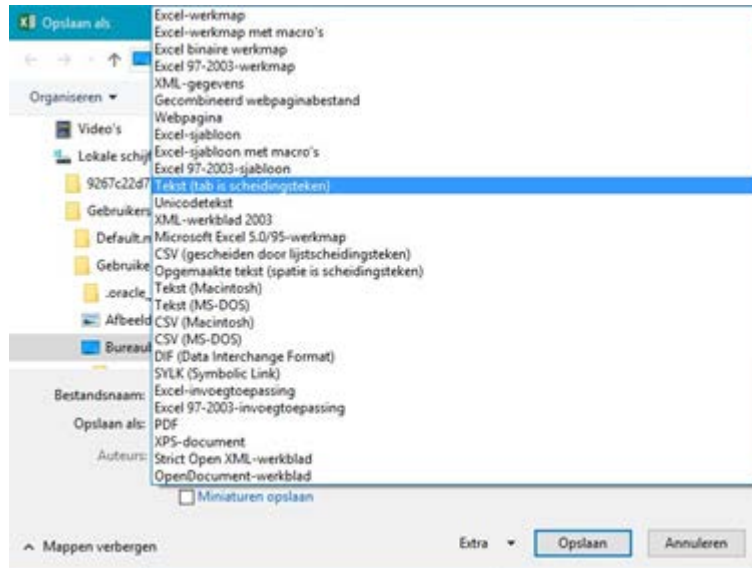 Opslaan als
Excel-werkmap
Excel-werkmap met macro's
Excel binaire werkmap
Excel 97-2003-werkmap
XML-gegevens
Gecombineerd webpaginabestand
Webpagina
Excel-sjabloon
Excel-sjabloon met macro's
Excel 97-2003-sjabloon
Tekst (tab is scheidingsteken)
Unicodetekst
XML-werkblad 2003
Microsoft Excel 5.0/95-werkmap
CSV (gescheiden door lijstscheidingsteken)
Opgemaakte tekst (spatie is scheidingsteken)
Tekst (Macintosh)
Tekst (MS-DOS)
CSV (Macintosh)
CSV (MS-DOS)
DIF (Data Interchange Format)
SYLK (Symbolic Link)
Excel-invoegtoepassing
Excel 97-2003-invoegtoepassing
PDF
XPS-document
Strict Open XML-werkblad
OpenDocument-werkblad
Organiseren
Video's
Lokale schijf
9267c22d7
Gebruikers
Default.m
Gebruike
.oracle_
Afbeeld
Bureaul
Bestandsnaam:
Opslaan als:
Auteurs:
Miniaturen opslaan
Mappen verbergen
Extra
Opslaan
Annuleren